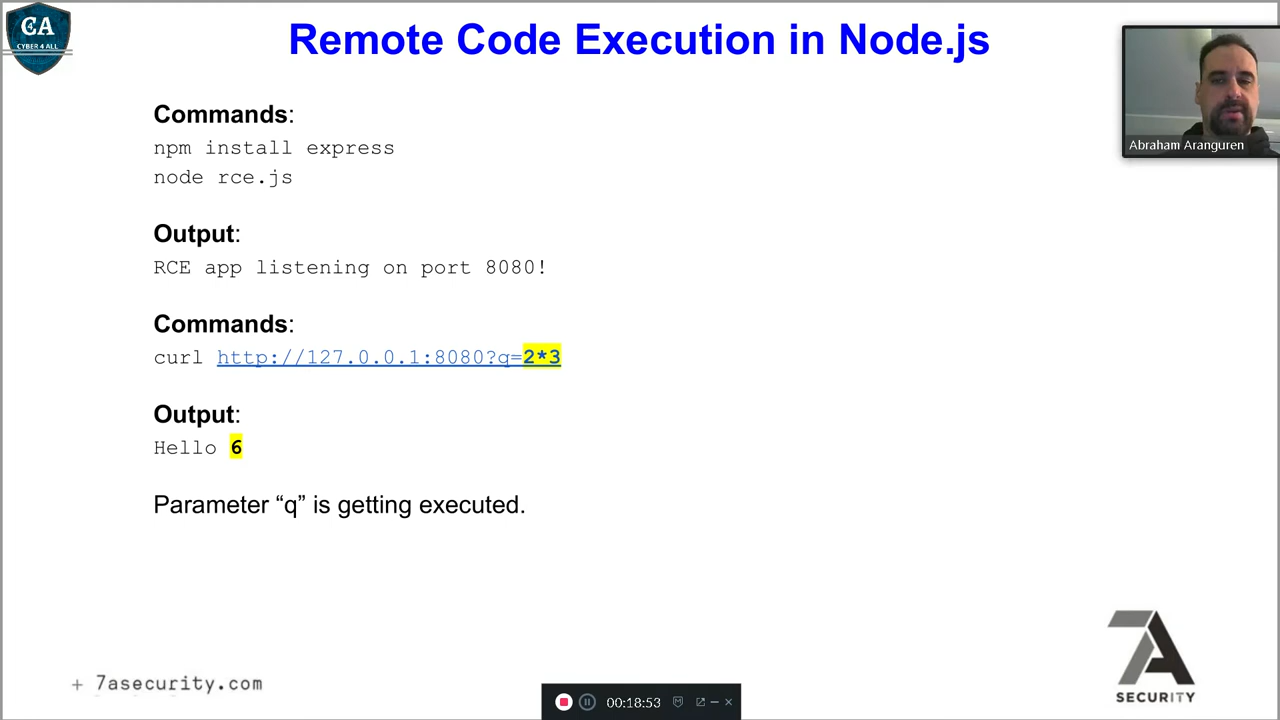 CA
CYBER 4 ALL
Remote Code Execution in Node.js
Abraham Aranguren
Commands:
npm install express
node rce.js
Output:
RCE app listening on port 8080!
Commands:
curl http://127.0.0.1:8080?q=2*3
Output:
Hello 6
Parameter “q” is getting executed.
+ 7asecurity.com
00:18:53
7A
SECURITY